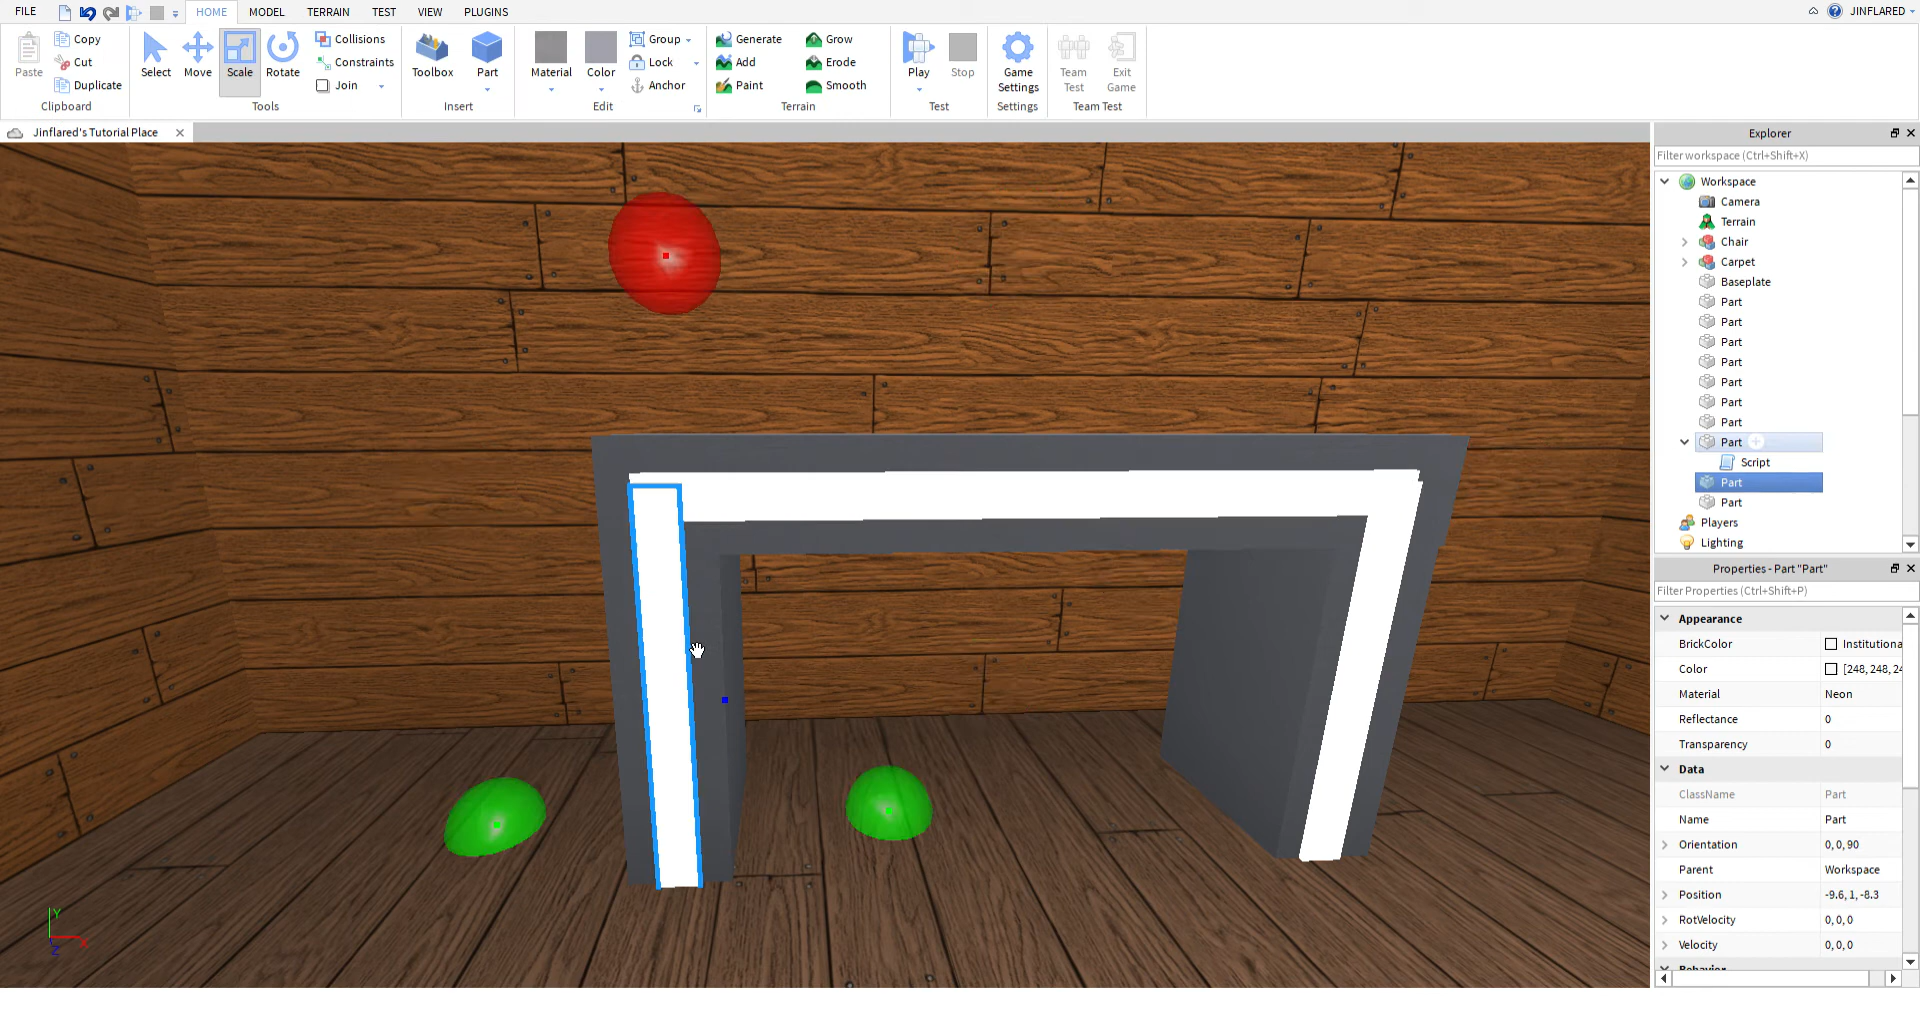 FILE HOME MODEL TERRAIN TEST VIEW PLUGINS JINFLARED
Paste Copy Cut Duplicate
Clipboard
Select Move Scale Rotate Collisions Constraints Join
Tools
Toolbox Part
Insert
Material Color Group Lock Anchor
Edit
Generate Add Paint Grow Erode Smooth
Terrain
Play Stop
Test
Game Settings
Settings
Team Test Exit Game
Team Test
Jinflared's Tutorial Place
Y
X
Z
Explorer
Filter workspace (Ctrl+Shift+X)
Workspace
Camera
Terrain
Chair
Carpet
Baseplate
Part
Part
Part
Part
Part
Part
Part
Part
Script
Part
Part
Players
Lighting
Properties - Part "Part"
Filter Properties (Ctrl+Shift+P)
Appearance
BrickColor Instituciona
Color [248, 248, 24
Material Neon
Reflectance 0
Transparency 0
Data
ClassName Part
Name Part
Orientation 0, 0, 90
Parent Workspace
Position -9.6, 1, -8.3
RotVelocity 0, 0, 0
Velocity 0, 0, 0
Behavior